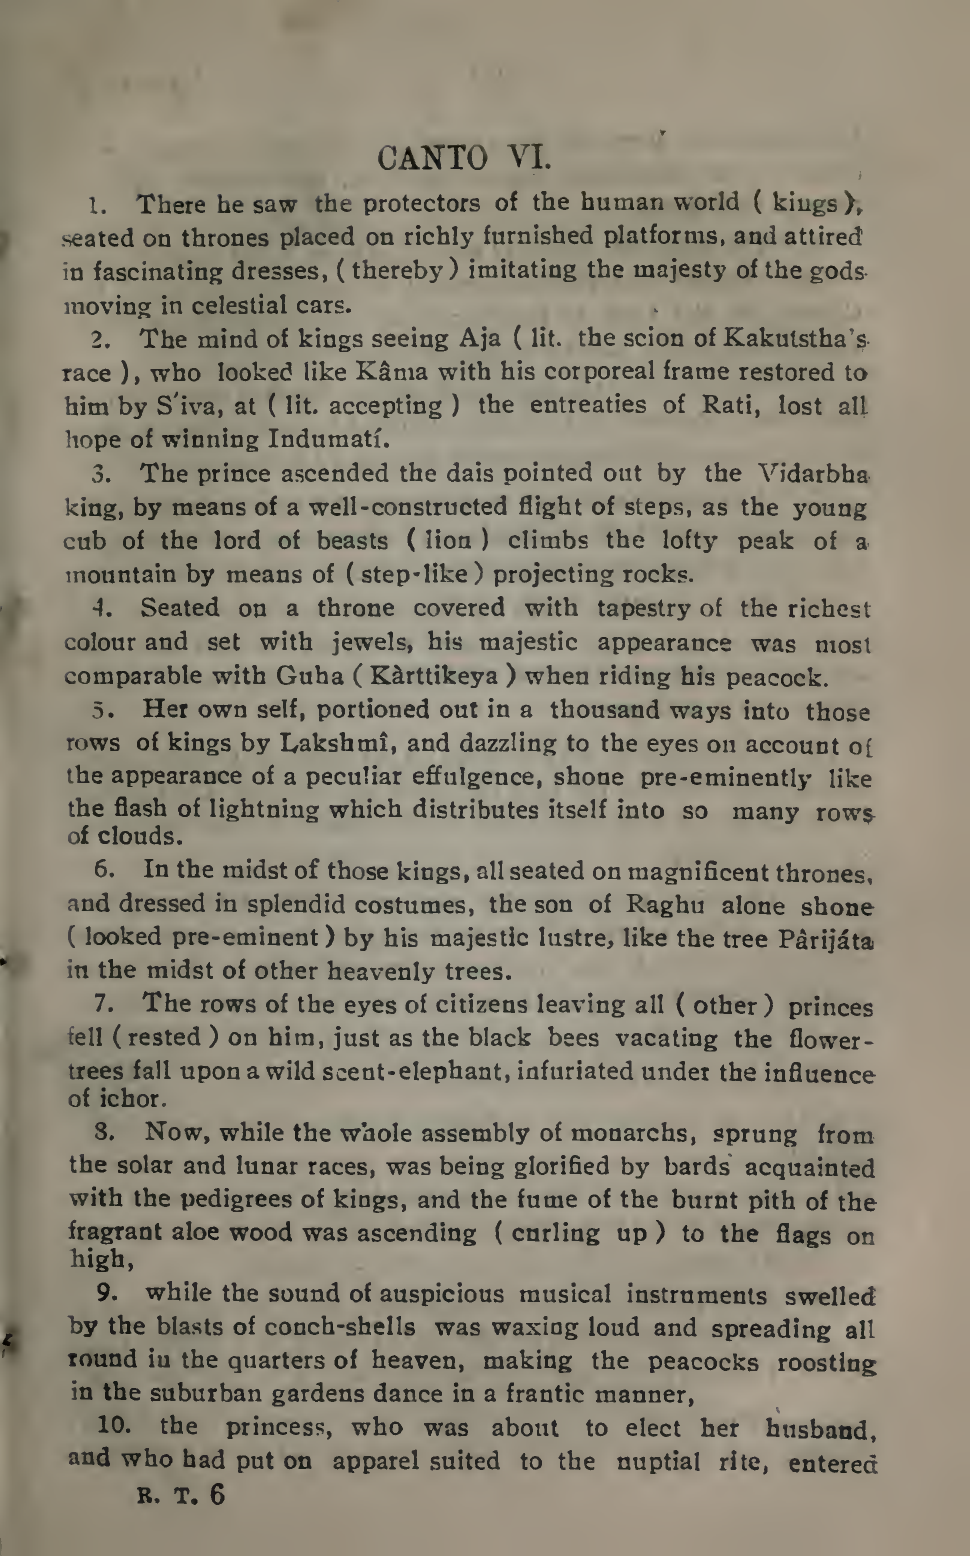 CANTO VI.
1. There he saw the protectors of the human world ( kings ),
seated on thrones placed on richly furnished platforms, and attired
in fascinating dresses, ( thereby ) imitating the majesty of the gods
moving in celestial cars.
2. The mind of kings seeing Aja ( lit. the scion of Kakutstha's
race ), who looked like Kâma with his corporeal frame restored to
him by S'iva, at ( lit. accepting ) the entreaties of Rati, lost all
hope of winning Indumatí.
3. The prince ascended the dais pointed out by the Vidarbha
king, by means of a well-constructed flight of steps, as the young
cub of the lord of beasts ( lion ) climbs the lofty peak of a
mountain by means of ( step-like ) projecting rocks.
4. Seated on a throne covered with tapestry of the richest
colour and set with jewels, his majestic appearance was most
comparable with Guha ( Kàrttikeya ) when riding his peacock.
5. Her own self, portioned out in a thousand ways into those
rows of kings by Lakshmî, and dazzling to the eyes on account of
the appearance of a peculiar effulgence, shone pre-eminently like
the flash of lightning which distributes itself into so many rows
of clouds.
6. In the midst of those kings, all seated on magnificent thrones,
and dressed in splendid costumes, the son of Raghu alone shone
( looked pre-eminent ) by his majestic lustre, like the tree Pârijáta
in the midst of other heavenly trees.
7. The rows of the eyes of citizens leaving all ( other ) princes
fell ( rested ) on him, just as the black bees vacating the flower-
trees fall upon a wild scent-elephant, infuriated under the influence
of ichor.
8. Now, while the whole assembly of monarchs, sprung from
the solar and lunar races, was being glorified by bards acquainted
with the pedigrees of kings, and the fume of the burnt pith of the
fragrant aloe wood was ascending ( curling up ) to the flags on
high,
9. while the sound of auspicious musical instruments swelled
by the blasts of conch-shells was waxing loud and spreading all
round in the quarters of heaven, making the peacocks roosting
in the suburban gardens dance in a frantic manner,
10. the princess, who was about to elect her husband,
and who had put on apparel suited to the nuptial rite, entered
R. T. 6